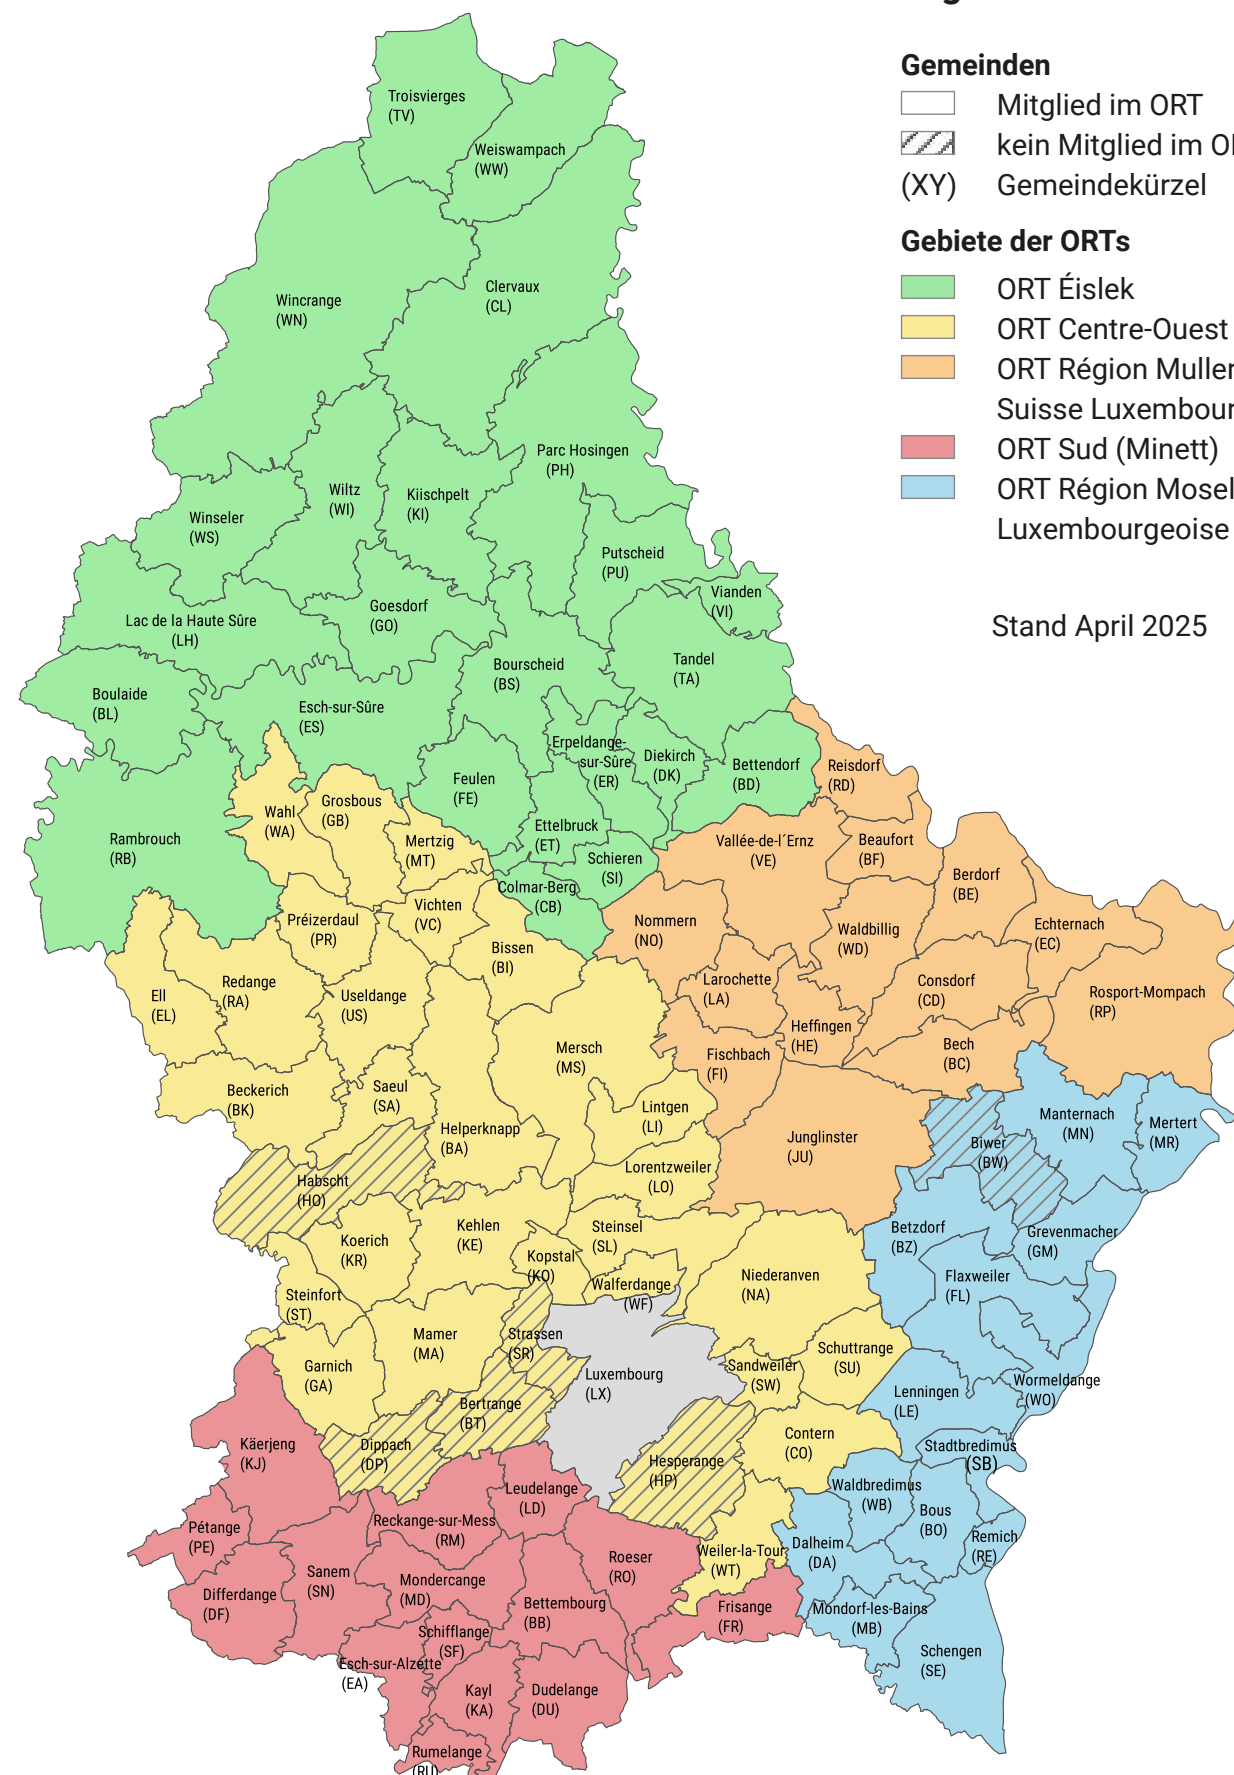 Gemeinden
Mitglied im ORT
kein Mitglied im
(XY) Gemeindekürzel
Gebiete der ORTs
ORT Éislek
ORT Centre-Ouest
ORT Région Muller
Suisse Luxembour
ORT Sud (Minett)
ORT Région Mosel
Luxembourgeoise
Stand April 2025
Troisvierges
(TV)
Weiswampach
(WW)
Wincrange
(WN)
Clervaux
(CL)
Parc Hosingen
(PH)
Wiltz
(WI)
Kiischpelt
(KI)
Winseler
(WS)
Putscheid
(PU)
Vianden
(VI)
Goesdorf
(GO)
Lac de la Haute Sûre
(LH)
Bourscheid
(BS)
Tandel
(TA)
Boulaide
(BL)
Esch-sur-Sûre
(ES)
Erpeldange-
sur-Sûre
(ER)
Diekirch
(DK)
Bettendorf
(BD)
Reisdorf
(RD)
Feulen
(FE)
Wahl
(WA)
Grosbous
(GB)
Rambrouch
(RB)
Mertzig
(MT)
Ettelbruck
(ET)
Schieren
(SI)
Vallée-de-l´Ernz
(VE)
Beaufort
(BF)
Berdorf
(BE)
Colmar-Berg
(CB)
Vichten
(VC)
Préizerdaul
(PR)
Nommern
(NO)
Waldbillig
(WD)
Echternach
(EC)
Bissen
(BI)
Redange
(RA)
Ell
(EL)
Useldange
(US)
Larochette
(LA)
Consdorf
(CD)
Rosport-Mompach
(RP)
Heffingen
(HE)
Mersch
(MS)
Fischbach
(FI)
Bech
(BC)
Beckerich
(BK)
Saeul
(SA)
Lintgen
(LI)
Helperknapp
(BA)
Junglinster
(JU)
Manternach
(MN)
Mertert
(MR)
Biwer
(BW)
Lorentzweiler
(LO)
Habscht
(HO)
Koerich
(KR)
Kehlen
(KE)
Steinsel
(SL)
Betzdorf
(BZ)
Grevenmacher
(GM)
Kopstal
(KO)
Walferdange
(WF)
Niederanven
(NA)
Flaxweiler
(FL)
Steinfort
(ST)
Mamer
(MA)
Strassen
(SR)
Garnich
(GA)
Luxembourg
(LX)
Sandweiler
(SW)
Schuttrange
(SU)
Lenningen
(LE)
Wormeldange
(WO)
Bertrange
(BT)
Käerjeng
(KJ)
Dippach
(DP)
Contern
(CO)
Stadtbredimus
(SB)
Hesperange
(HP)
Leudelange
(LD)
Waldbredimus
(WB)
Bous
(BO)
Pétange
(PE)
Reckange-sur-Mess
(RM)
Remich
(RE)
Dalheim
(DA)
Weiler-la-Tour
(WT)
Roeser
(RO)
Sanem
(SN)
Differdange
(DF)
Mondercange
(MD)
Bettembourg
(BB)
Frisange
(FR)
Mondorf-les-Bains
(MB)
Schifflange
(SF)
Schengen
(SE)
Esch-sur-Alzette
(EA)
Kayl
(KA)
Dudelange
(DU)
Rumelange
(RU)